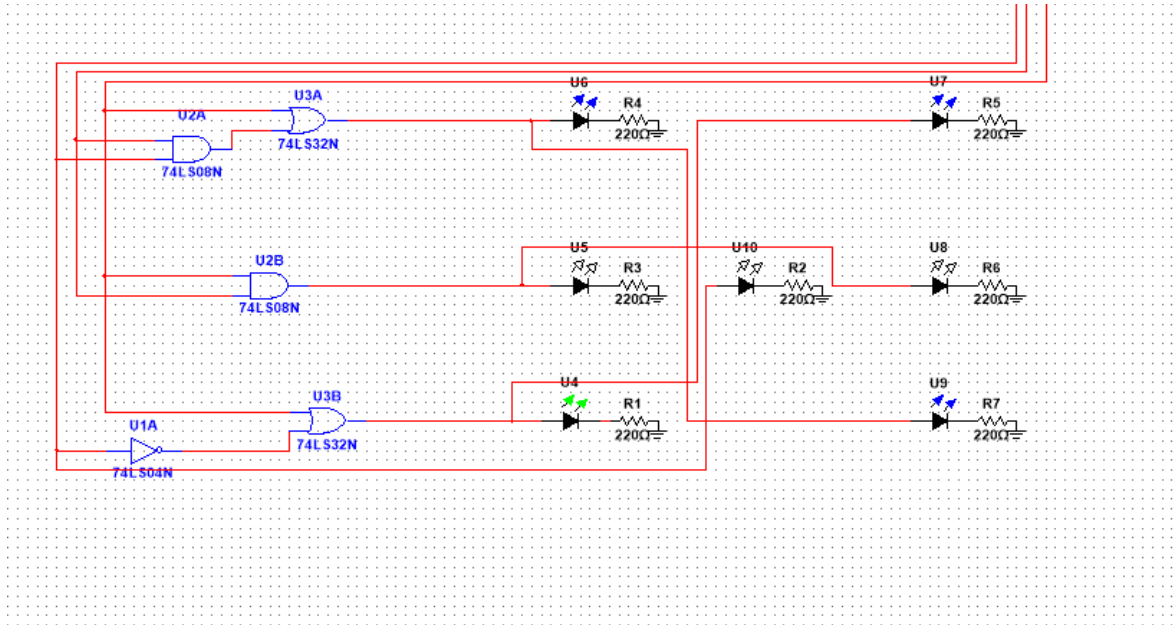 U6
U7
U3A
R4
R5
U2A
74LS32N
220Ω
220Ω
74LS08N
U2B
U5
U10
U8
R3
R2
R6
74LS08N
220Ω
220Ω
220Ω
U3B
U4
U9
R1
R7
U1A
74LS32N
220Ω
220Ω
74LS04N